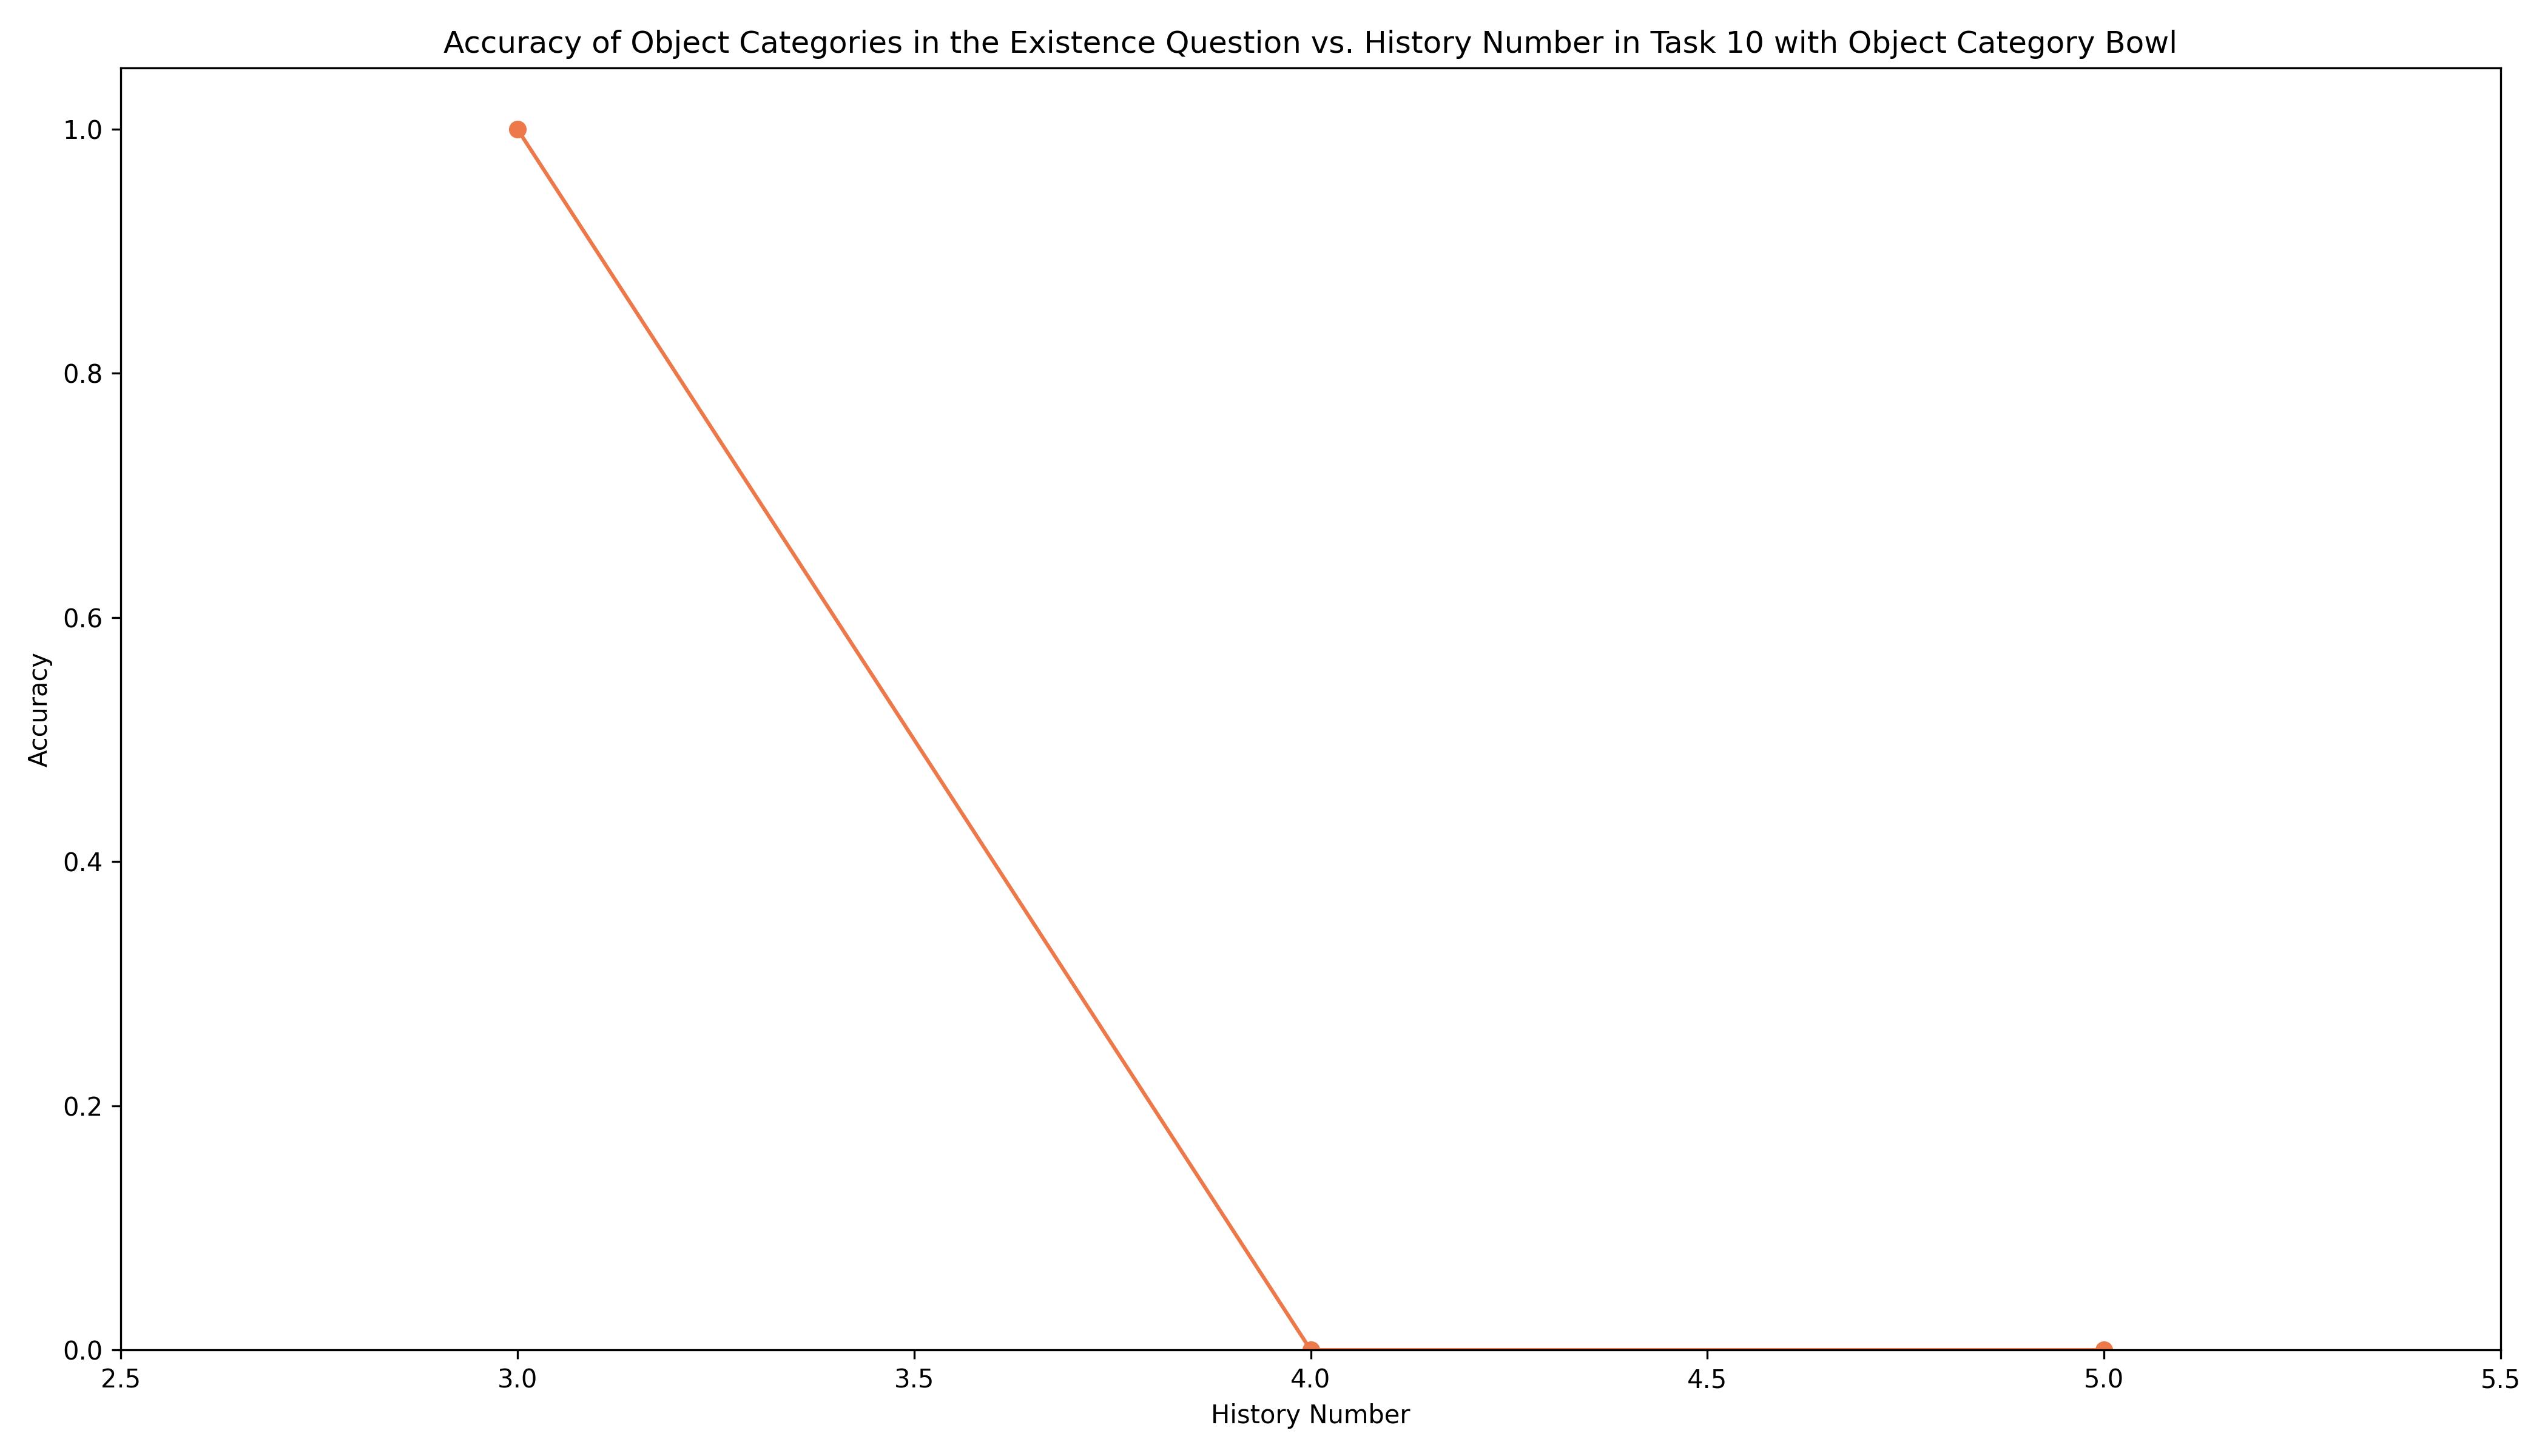 Accuracy of Object Categories in the Existence Question vs. History Number in Task 10 with Object Category Bowl
1.0
0.8
0.6
0.4
0.2
0.0
Accuracy
2.5 3.0 3.5 4.0 4.5 5.0 5.5
History Number